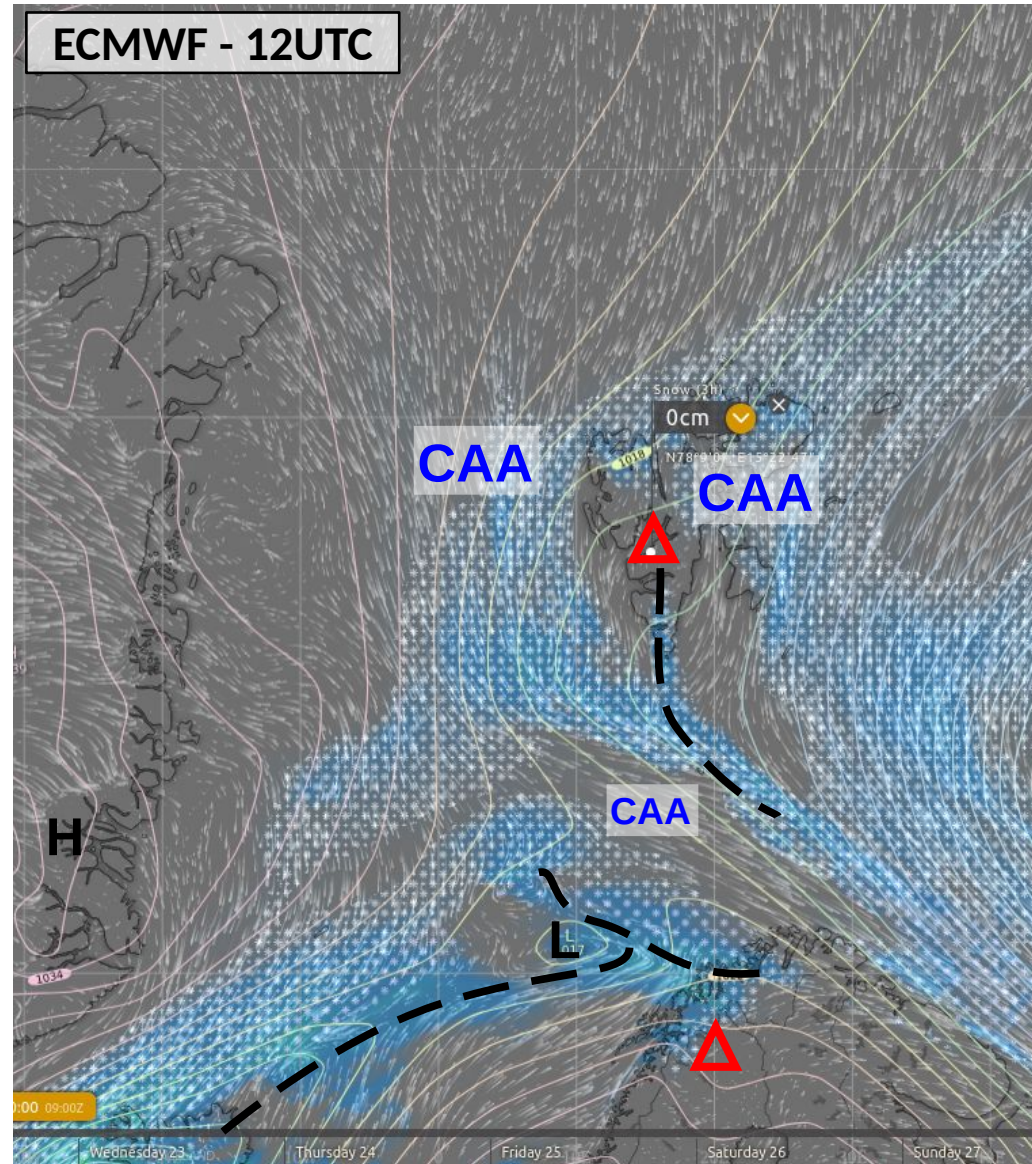 ECMWF - 12UTC
Snow (3h)
0cm
1018
CAA
CAA
CAA
H
L
L
1034
09:00Z
Wednesday 23
Thursday 24
Friday 25
Saturday 26
Sunday 27